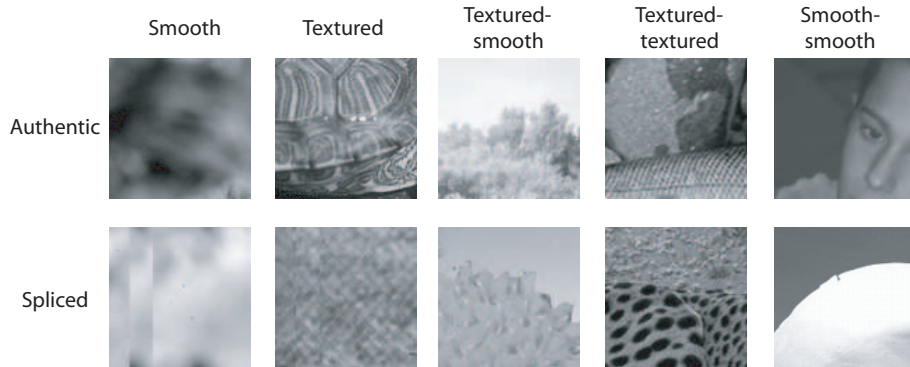 Smooth
Textured
Textured-
smooth
Textured-
textured
Smooth-
smooth
Authentic
Spliced